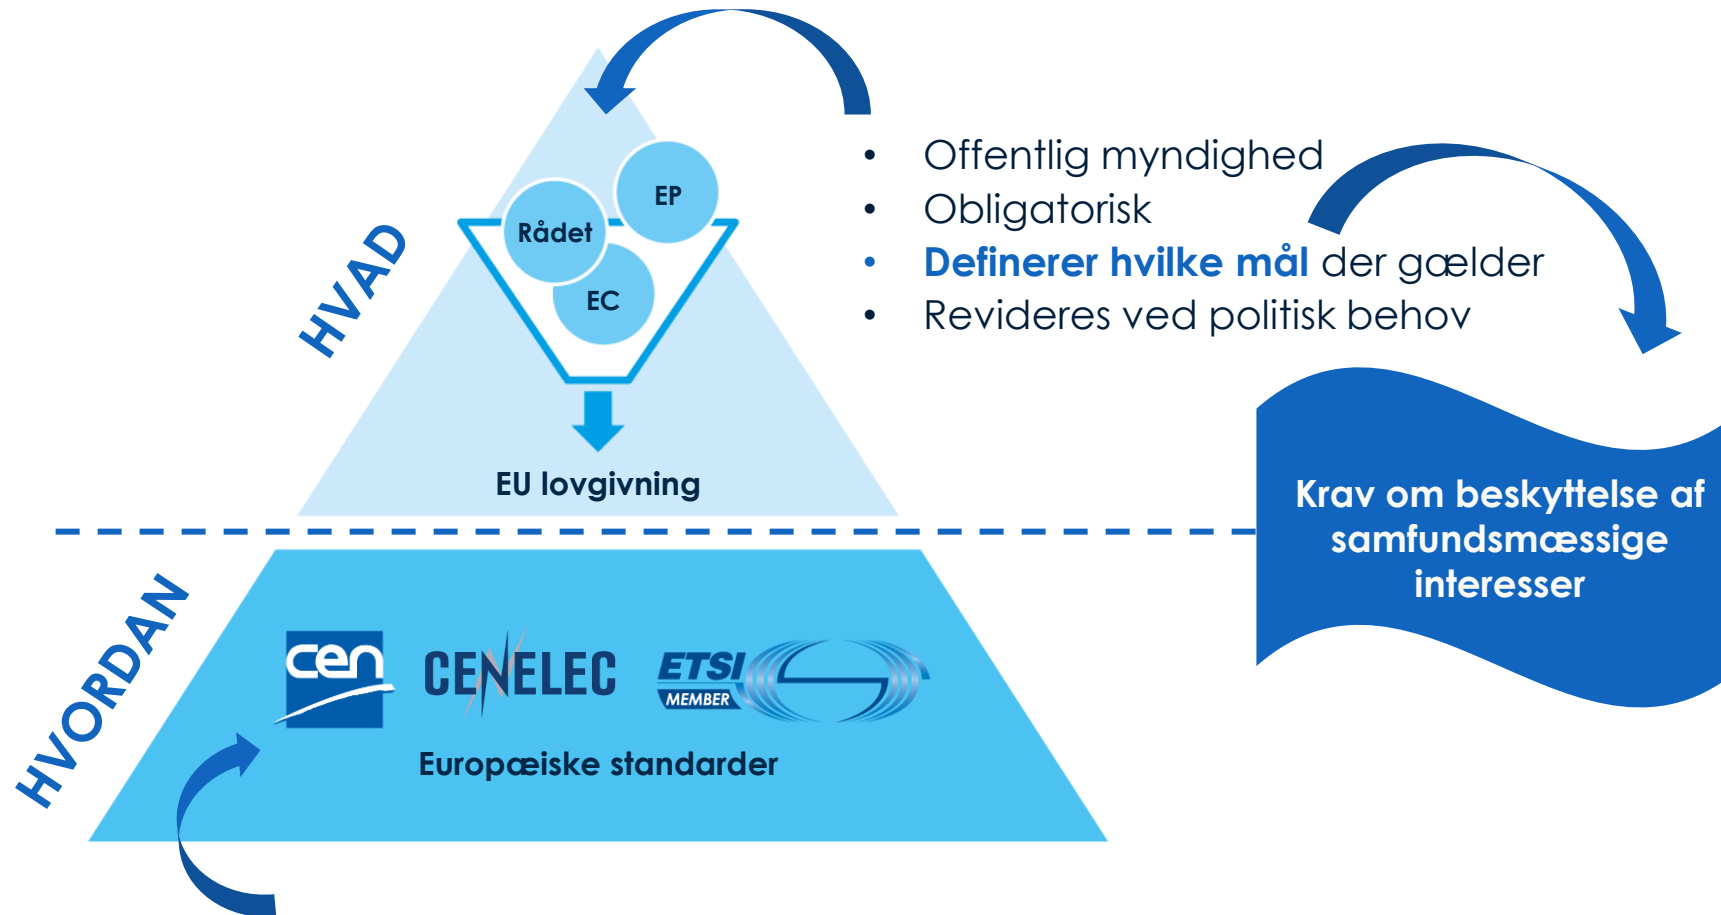 HVAD
EP
Rådet
EC
EU lovgivning
• Offentlig myndighed
• Obligatorisk
• Definerer hvilke mål der gælder
• Revideres ved politisk behov
Krav om beskyttelse af
samfundsmæssige
interesser
HVORDAN
cen
CENELEC
ETSI
MEMBER
Europæiske standarder